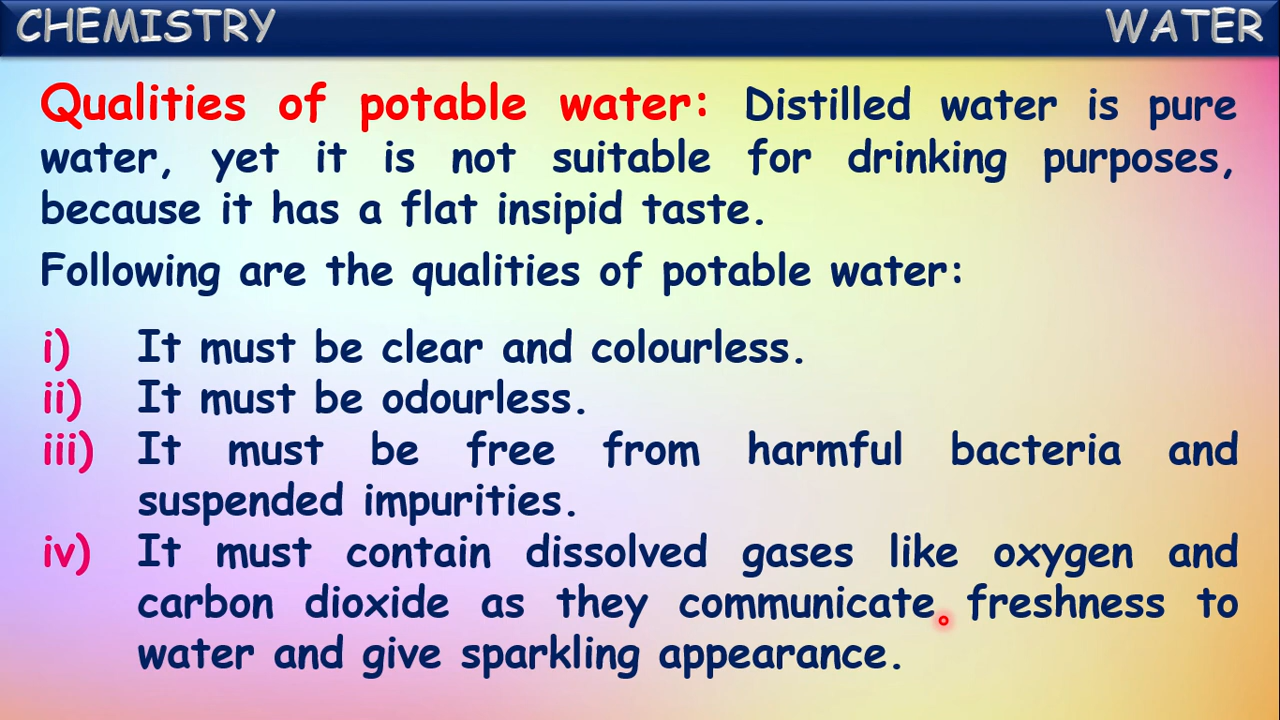 CHEMISTRY WATER
Qualities of potable water: Distilled water is pure
water, yet it is not suitable for drinking purposes,
because it has a flat insipid taste.
Following are the qualities of potable water:
i) It must be clear and colourless.
ii) It must be odourless.
iii) It must be free from harmful bacteria and
suspended impurities.
iv) It must contain dissolved gases like oxygen and
carbon dioxide as they communicate freshness to
water and give sparkling appearance.